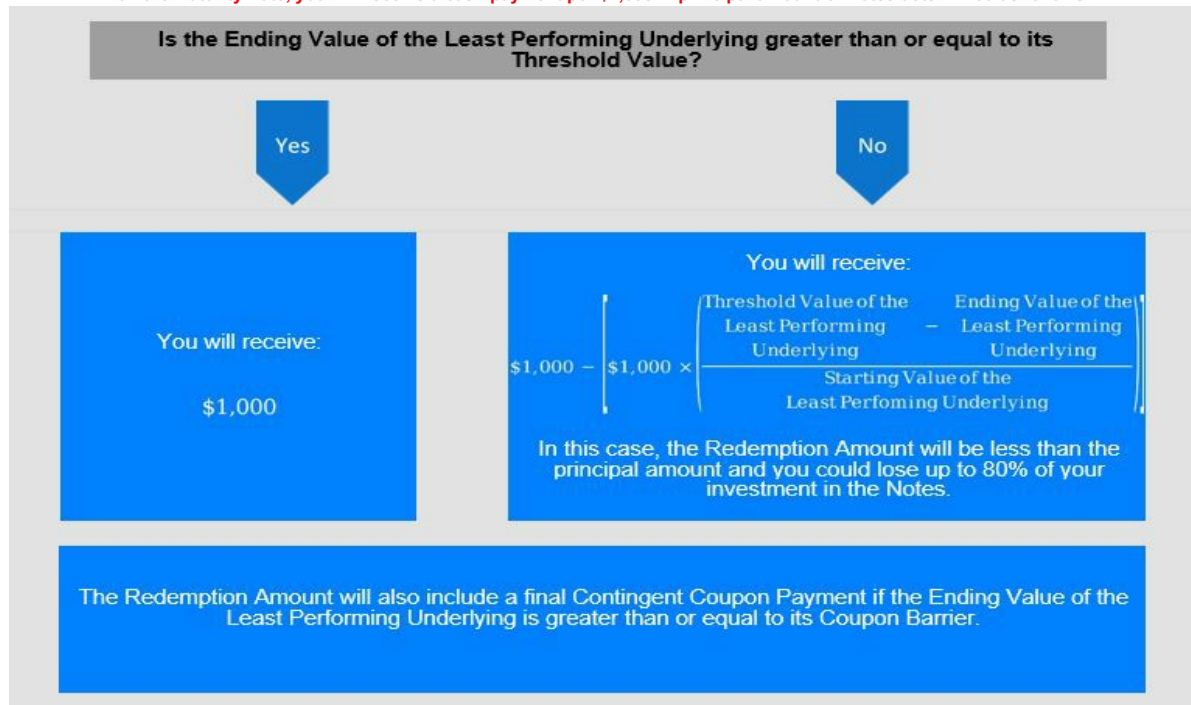 Is the Ending Value of the Least Performing Underlying greater than or equal to its
Threshold Value?
Yes
No
You will receive:
$1,000
You will receive:
$1,000 − [$1,000 × (
Threshold Value of the
Least Performing
Underlying
−
Ending Value of the
Least Performing
Underlying
Starting Value of the
Least Perfoming Underlying
)]
In this case, the Redemption Amount will be less than the
principal amount and you could lose up to 80% of your
investment in the Notes.
The Redemption Amount will also include a final Contingent Coupon Payment if the Ending Value of the
Least Performing Underlying is greater than or equal to its Coupon Barrier.